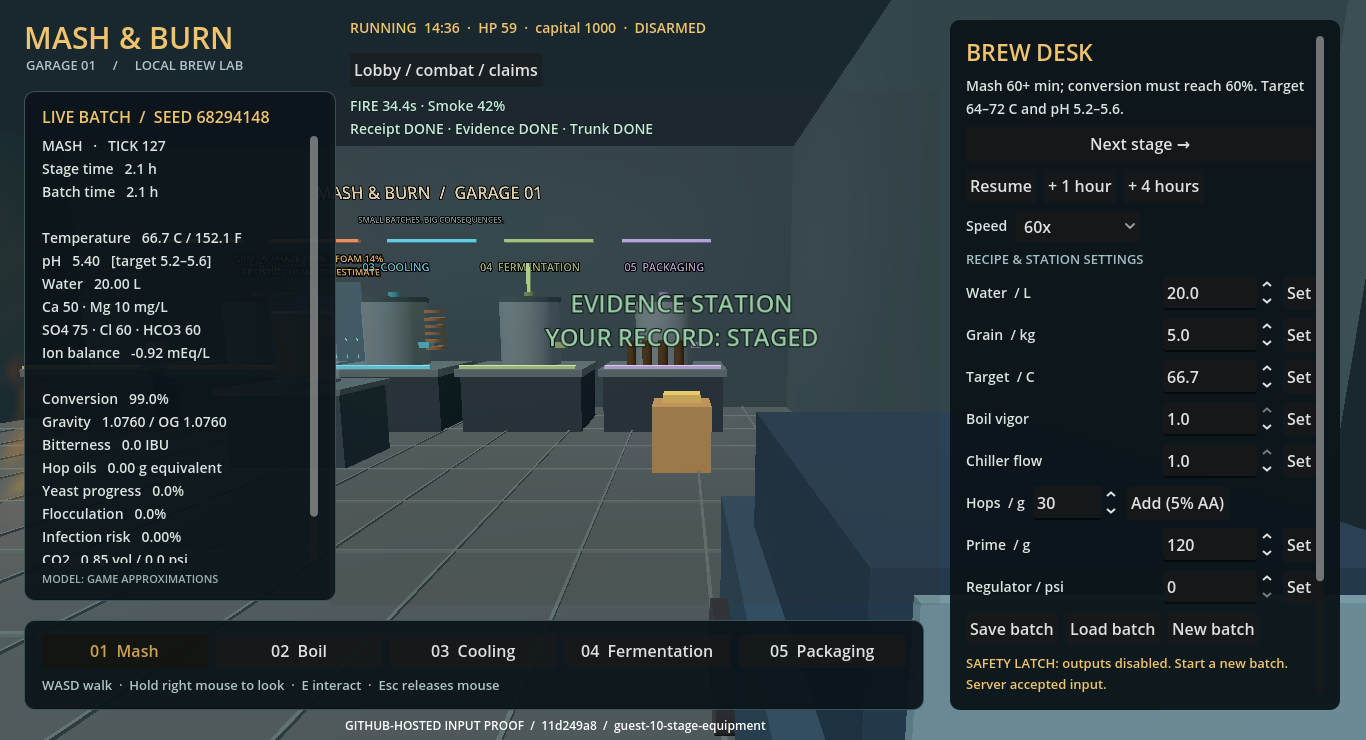 MASH & BURN
GARAGE 01 / LOCAL BREW LAB
RUNNING 14:36 · HP 59 · capital 1000 · DISARMED
Lobby / combat / claims
FIRE 34.4s · Smoke 42%
Receipt DONE · Evidence DONE · Trunk DONE
LIVE BATCH / SEED 68294148
MASH · TICK 127
Stage time 2.1 h
Batch time 2.1 h
Temperature 66.7 C / 152.1 F
pH 5.40 [target 5.2–5.6]
Water 20.00 L
Ca 50 · Mg 10 mg/L
SO4 75 · Cl 60 · HCO3 60
Ion balance -0.92 mEq/L
Conversion 99.0%
Gravity 1.0760 / OG 1.0760
Bitterness 0.0 IBU
Hop oils 0.00 g equivalent
Yeast progress 0.0%
Flocculation 0.0%
Infection risk 0.00%
CO2 0.85 vol / 0.0 psi
MODEL: GAME APPROXIMATIONS
MASH & BURN / GARAGE 01
SMALL BATCHES. BIG CONSEQUENCES.
FOAM 14%
ESTIMATE
03 COOLING
04 FERMENTATION
05 PACKAGING
EVIDENCE STATION
YOUR RECORD: STAGED
BREW DESK
Mash 60+ min; conversion must reach 60%. Target
64–72 C and pH 5.2–5.6.
Next stage →
Resume
+ 1 hour
+ 4 hours
Speed 60x
RECIPE & STATION SETTINGS
Water / L 20.0 Set
Grain / kg 5.0 Set
Target / C 66.7 Set
Boil vigor 1.0 Set
Chiller flow 1.0 Set
Hops / g 30 Add (5% AA)
Prime / g 120 Set
Regulator / psi 0 Set
Save batch
Load batch
New batch
SAFETY LATCH: outputs disabled. Start a new batch.
Server accepted input.
01 Mash
02 Boil
03 Cooling
04 Fermentation
05 Packaging
WASD walk · Hold right mouse to look · E interact · Esc releases mouse
GITHUB-HOSTED INPUT PROOF / 11d249a8 / guest-10-stage-equipment